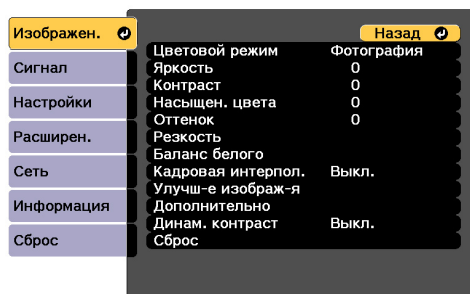 Изображен.
Сигнал
Настройки
Расширен.
Сеть
Информация
Сброс
Назад
Цветовой режим Фотография
Яркость 0
Контраст 0
Насыщен. цвета 0
Оттенок 0
Резкость
Баланс белого
Кадровая интерпол. Выкл.
Улучш-е изображ-я
Дополнительно
Динам. контраст Выкл.
Сброс